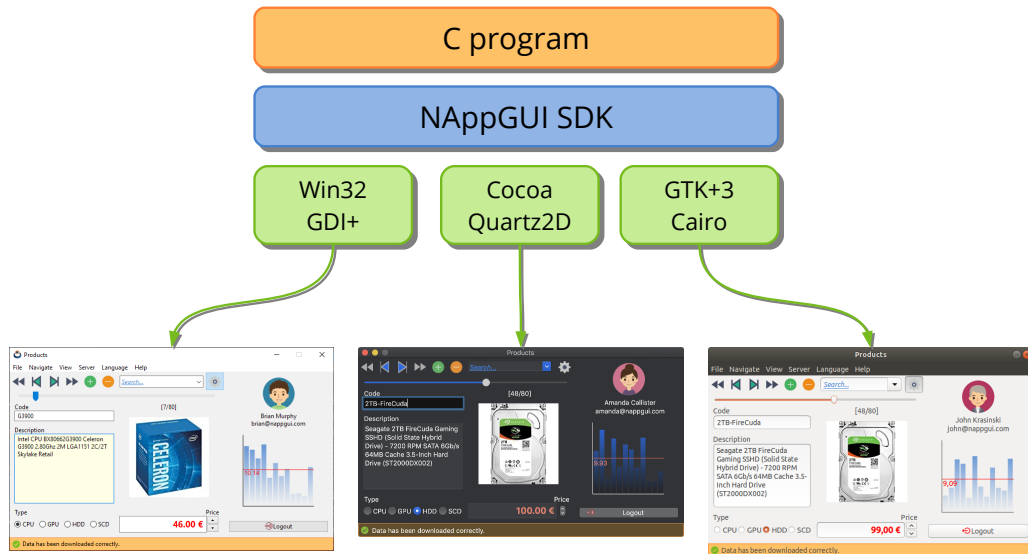 C program
NAppGUI SDK
Win32
GDI+
Cocoa
Quartz2D
GTK+3
Cairo
Products
File Navigate View Server Language Help
Search...
[7/80]
Code
G3900
Description
Intel CPU BX80662G3900 Celeron
G3900 2.80Ghz 2M LGA1151 2C/2T
Skylake Retail
CELERON
Brian Murphy
brian@nappgui.com
10.14
Type
Price
CPU GPU HDD SCD
46.00 €
Logout
Data has been downloaded correctly.
Products
Search...
[48/80]
Code
2TB-FireCuda
Description
Seagate 2TB FireCuda Gaming
SSHD (Solid State Hybrid
Drive) - 7200 RPM SATA 6Gb/s
64MB Cache 3.5-Inch Hard
Drive (ST2000DX002)
Amanda Callister
amanda@nappgui.com
9.93
Type
Price
CPU GPU HDD SCD
100.00 €
Logout
Data has been downloaded correctly.
Products
File Navigate View Server Language Help
Search...
[48/80]
Code
2TB-FireCuda
Description
Seagate 2TB FireCuda
Gaming SSHD (Solid State
Hybrid Drive) - 7200 RPM
SATA 6Gb/s 64MB Cache 3.5-
Inch Hard Drive
(ST2000DX002)
John Krasinski
john@nappgui.com
9,09
Type
Price
CPU GPU HDD SCD
99,00 €
Logout
Data has been downloaded correctly.